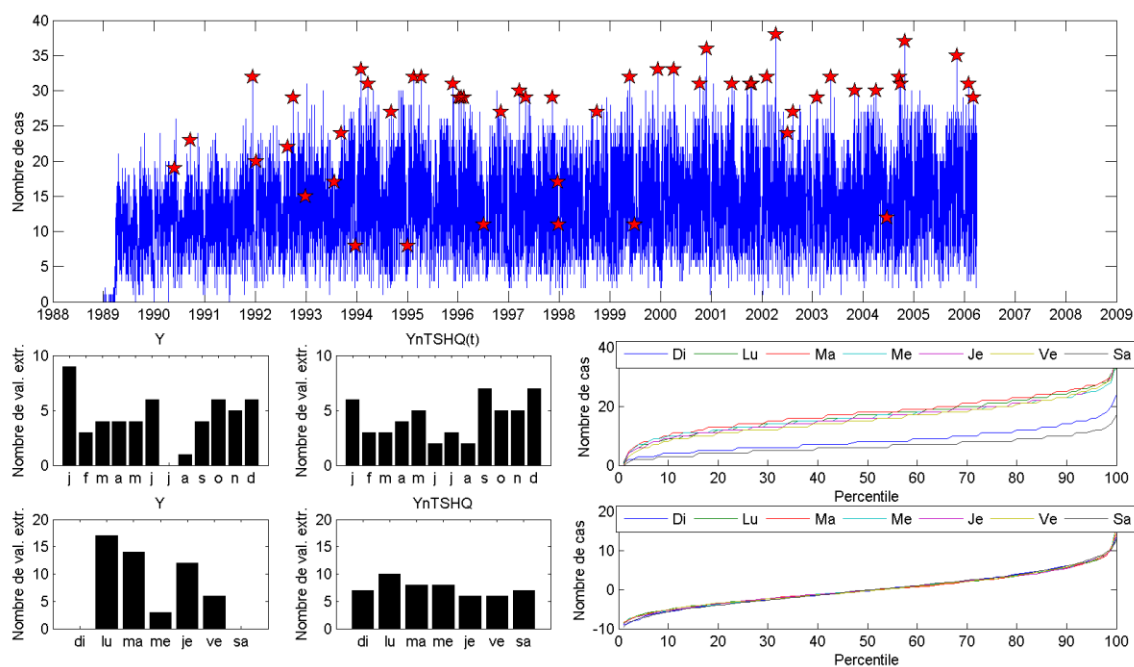 40
35
30
25
20
15
10
5
0
Nombre de cas
1988 1989 1990 1991 1992 1993 1994 1995 1996 1997 1998 1999 2000 2001 2002 2003 2004 2005 2006 2007 2008 2009
Y
10
5
0
Nombre de val. extr.
j f m a m j j a s o n d
YnTSHQ(t)
10
5
0
Nombre de val. extr.
j f m a m j j a s o n d
Di Lu Ma Me Je Ve Sa
40
20
0
Nombre de cas
0 10 20 30 40 50 60 70 80 90 100
Percentile
Y
20
15
10
5
0
Nombre de val. extr.
di lu ma me je ve sa
YnTSHQ
20
15
10
5
0
Nombre de val. extr.
di lu ma me je ve sa
Di Lu Ma Me Je Ve Sa
20
10
0
-10
Nombre de cas
0 10 20 30 40 50 60 70 80 90 100
Percentile